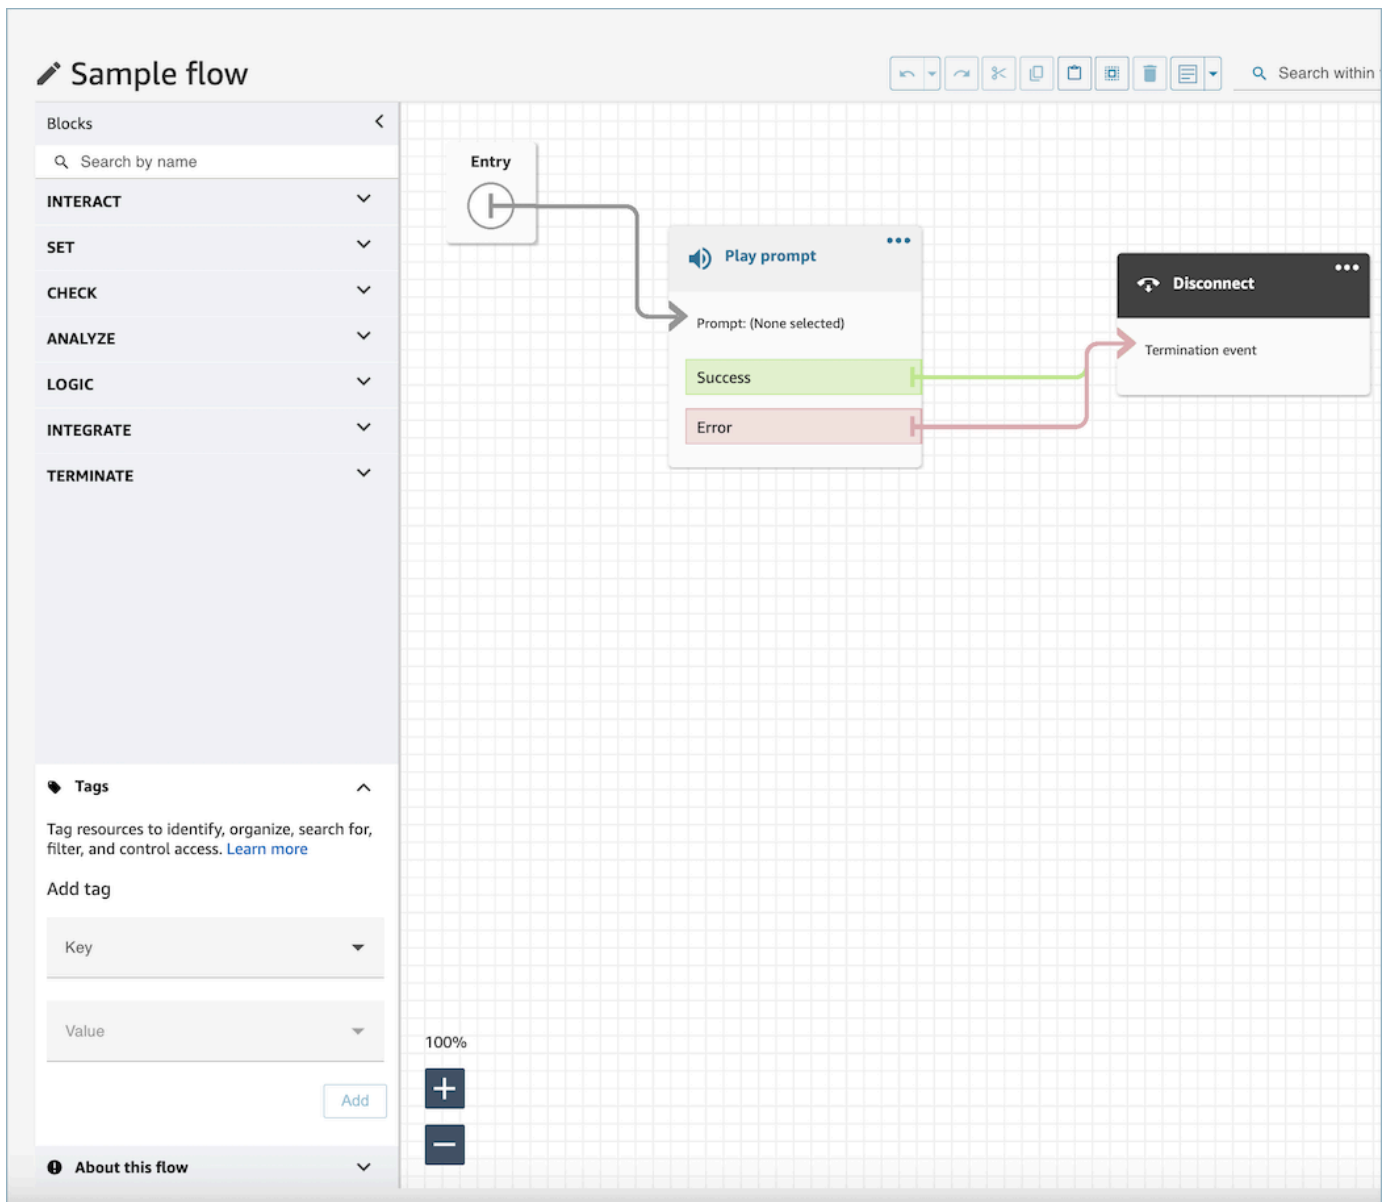 Sample flow
Search within
Blocks
Search by name
INTERACT
SET
CHECK
ANALYZE
LOGIC
INTEGRATE
TERMINATE
Entry
Play prompt
Prompt: (None selected)
Success
Error
Disconnect
Termination event
Tags
Tag resources to identify, organize, search for,
filter, and control access. Learn more
Add tag
Key
Value
Add
About this flow
100%